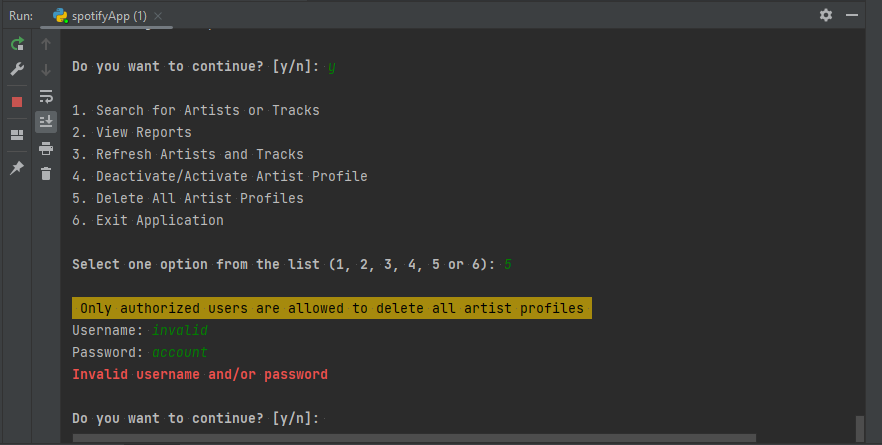 Run: spotifyApp (1)
Do you want to continue? [y/n]: y
1. Search for Artists or Tracks
2. View Reports
3. Refresh Artists and Tracks
4. Deactivate/Activate Artist Profile
5. Delete All Artist Profiles
6. Exit Application
Select one option from the list (1, 2, 3, 4, 5 or 6): 5
Only authorized users are allowed to delete all artist profiles
Username: invalid
Password: account
Invalid username and/or password
Do you want to continue? [y/n]: